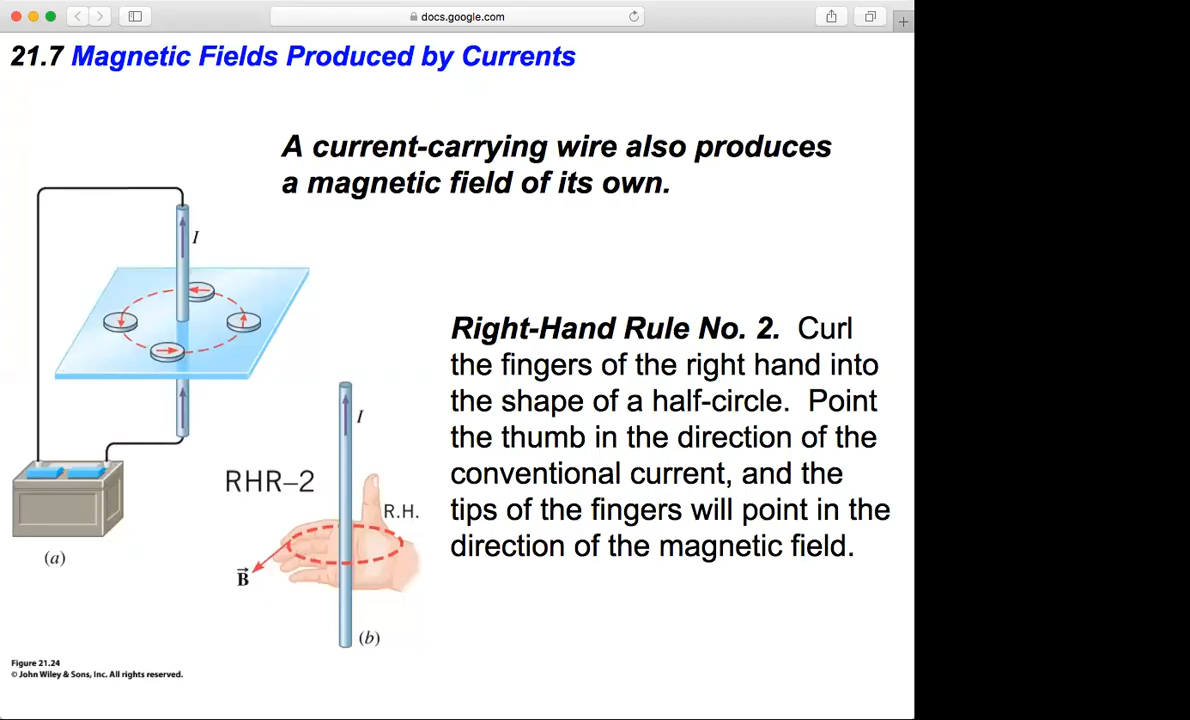 docs.google.com
21.7 Magnetic Fields Produced by Currents
A current-carrying wire also produces
a magnetic field of its own.
I
Right-Hand Rule No. 2. Curl
the fingers of the right hand into
the shape of a half-circle. Point
the thumb in the direction of the
conventional current, and the
tips of the fingers will point in the
direction of the magnetic field.
I
RHR–2
R.H.
(a)
B
(b)
Figure 21.24
© John Wiley & Sons, Inc. All rights reserved.